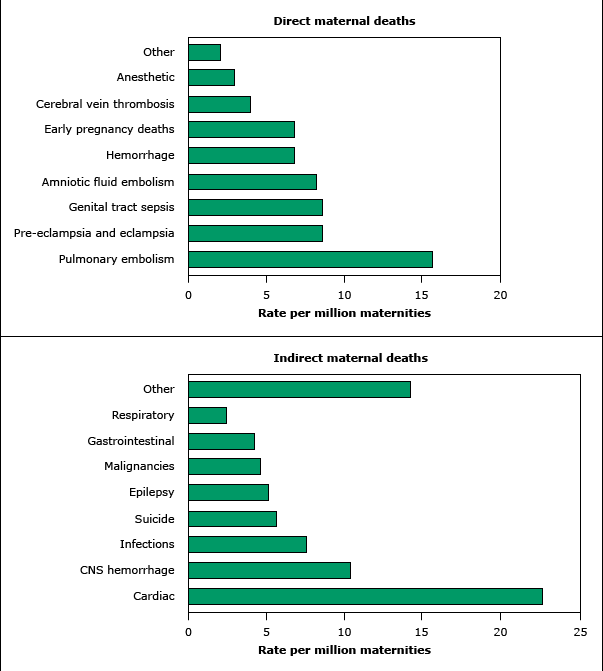 Direct maternal deaths
Other
Anesthetic
Cerebral vein thrombosis
Early pregnancy deaths
Hemorrhage
Amniotic fluid embolism
Genital tract sepsis
Pre-eclampsia and eclampsia
Pulmonary embolism
0 5 10 15 20
Rate per million maternities
Indirect maternal deaths
Other
Respiratory
Gastrointestinal
Malignancies
Epilepsy
Suicide
Infections
CNS hemorrhage
Cardiac
0 5 10 15 20 25
Rate per million maternities